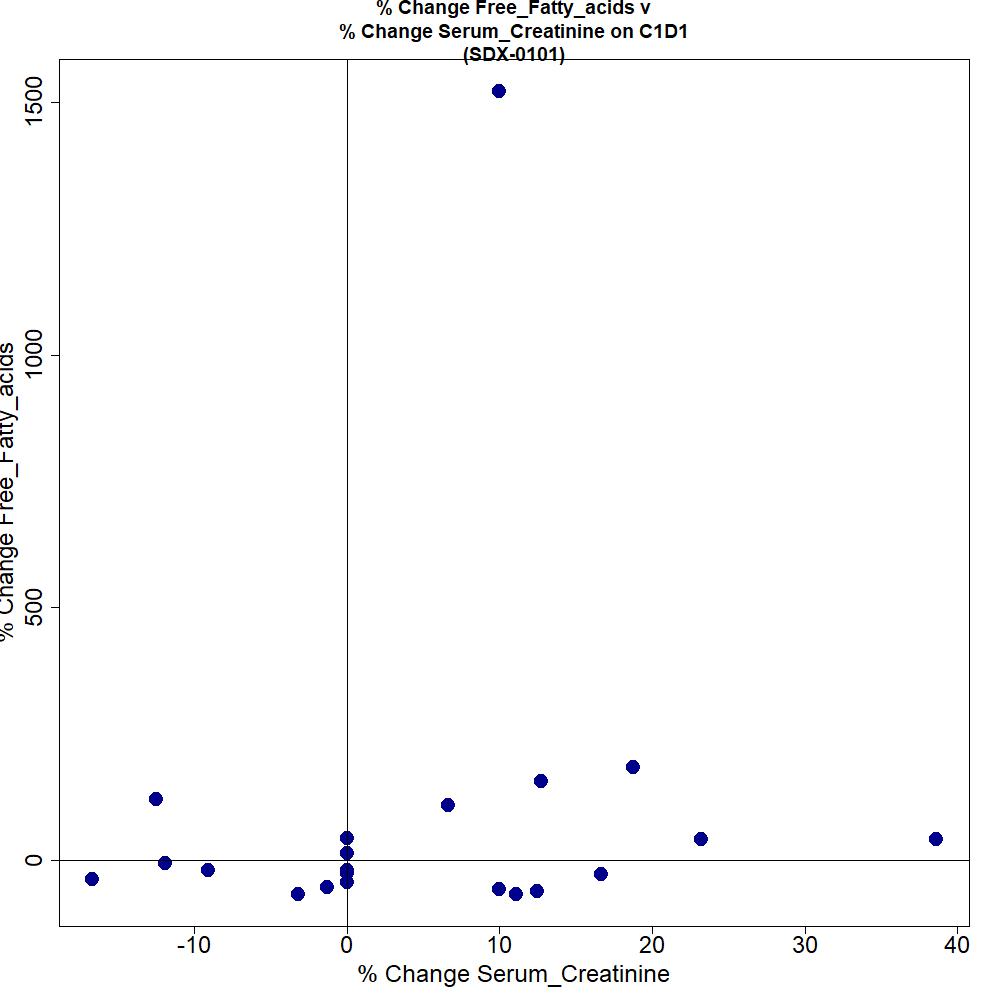 % Change Free_Fatty_acids v
% Change Serum_Creatinine on C1D1
(SDX-0101)
% Change Free_Fatty_acids
1500
1000
500
0
-10 0 10 20 30 40
% Change Serum_Creatinine